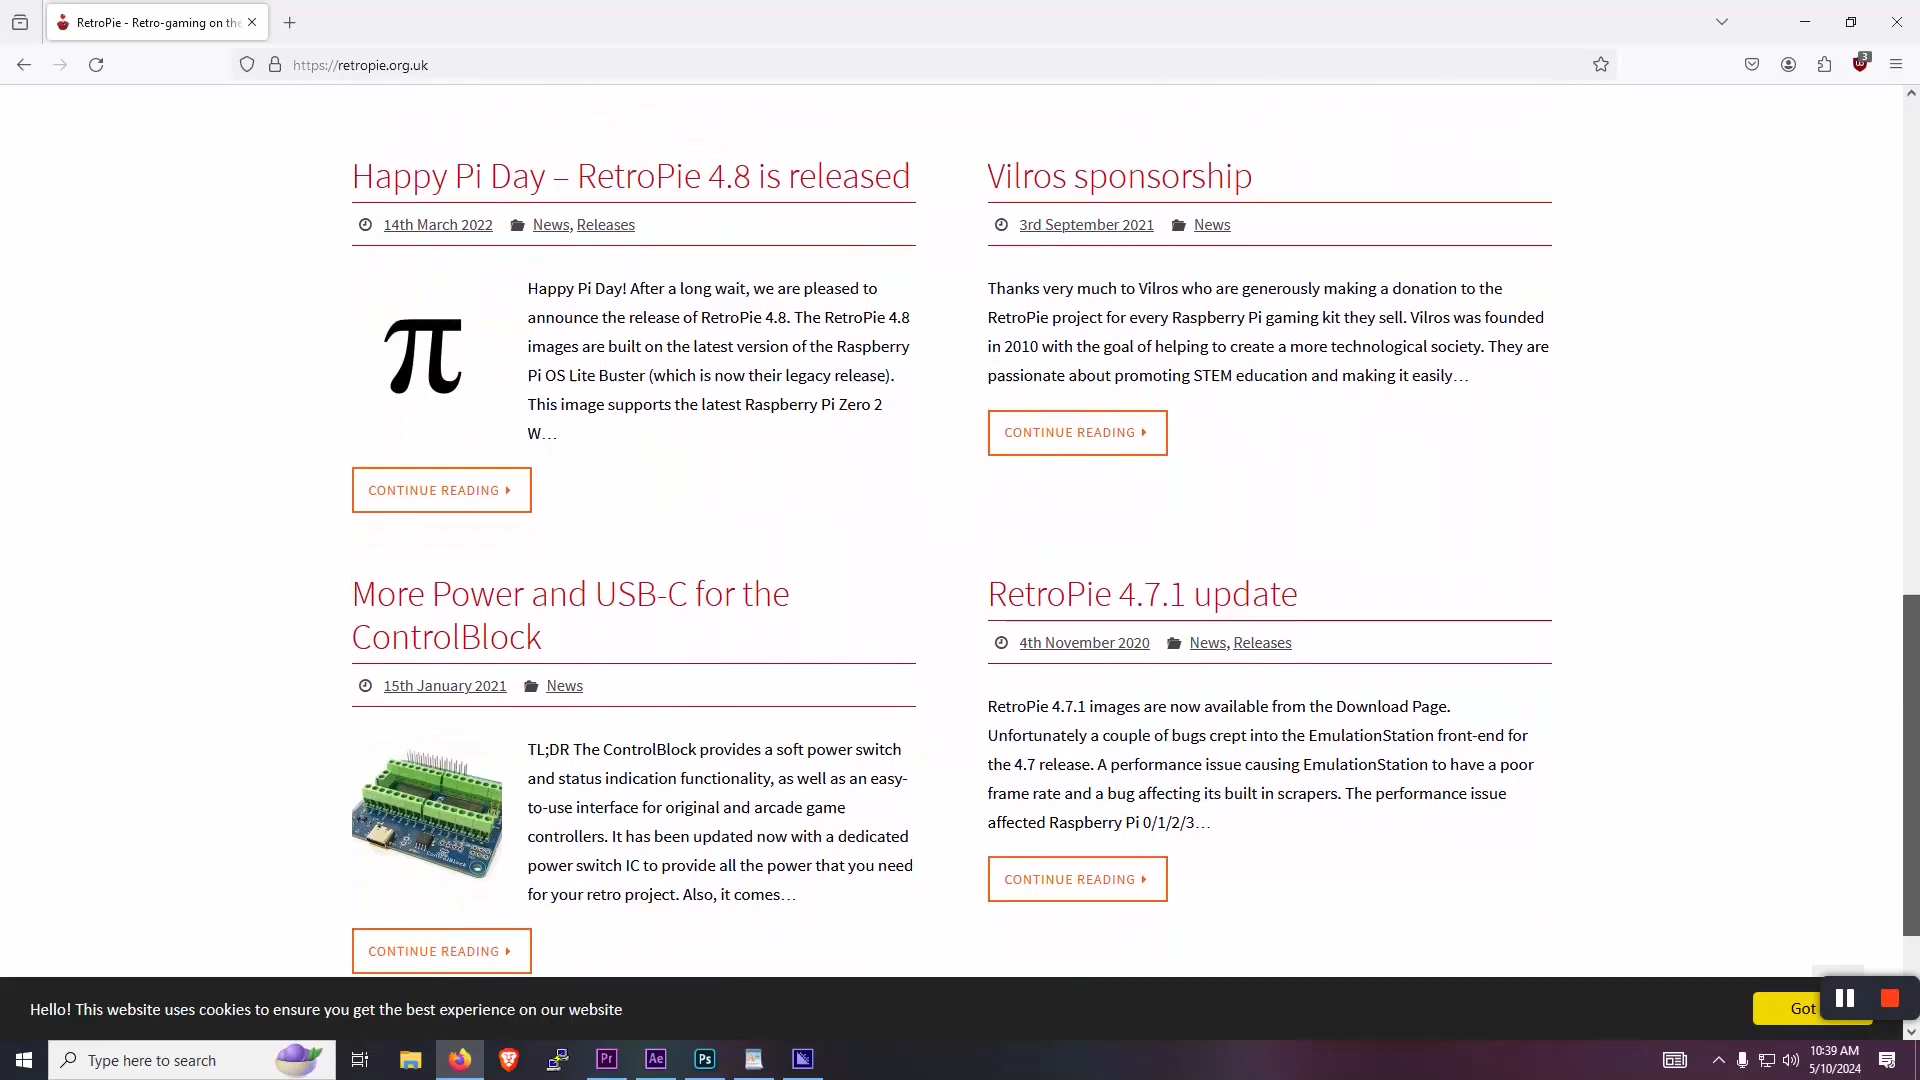 RetroPie - Retro-gaming on the
https://retropie.org.uk
3
Happy Pi Day – RetroPie 4.8 is released
14th March 2022 News, Releases
π
Happy Pi Day! After a long wait, we are pleased to
announce the release of RetroPie 4.8. The RetroPie 4.8
images are built on the latest version of the Raspberry
Pi OS Lite Buster (which is now their legacy release).
This image supports the latest Raspberry Pi Zero 2
W…
CONTINUE READING
Vilros sponsorship
3rd September 2021 News
Thanks very much to Vilros who are generously making a donation to the
RetroPie project for every Raspberry Pi gaming kit they sell. Vilros was founded
in 2010 with the goal of helping to create a more technological society. They are
passionate about promoting STEM education and making it easily…
CONTINUE READING
More Power and USB-C for the
ControlBlock
15th January 2021 News
TL;DR The ControlBlock provides a soft power switch
and status indication functionality, as well as an easy-
to-use interface for original and arcade game
controllers. It has been updated now with a dedicated
power switch IC to provide all the power that you need
for your retro project. Also, it comes…
CONTINUE READING
RetroPie 4.7.1 update
4th November 2020 News, Releases
RetroPie 4.7.1 images are now available from the Download Page.
Unfortunately a couple of bugs crept into the EmulationStation front-end for
the 4.7 release. A performance issue causing EmulationStation to have a poor
frame rate and a bug affecting its built in scrapers. The performance issue
affected Raspberry Pi 0/1/2/3…
CONTINUE READING
Hello! This website uses cookies to ensure you get the best experience on our website
Got
Type here to search
Pr
Ae
Ps
10:39 AM
5/10/2024